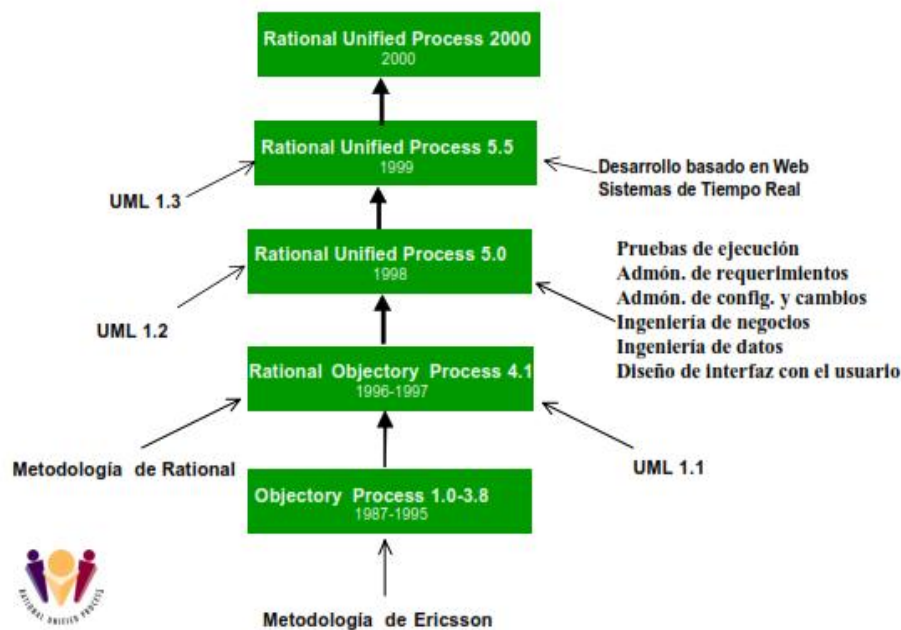 Rational Unified Process 2000
2000
Rational Unified Process 5.5
1999
Desarrollo basado en Web
Sistemas de Tiempo Real
UML 1.3
Rational Unified Process 5.0
1998
Pruebas de ejecución
Admón. de requerimientos
Admón. de config. y cambios
Ingeniería de negocios
Ingeniería de datos
Diseño de interfaz con el usuario
UML 1.2
Rational Objectory Process 4.1
1996-1997
Metodología de Rational
UML 1.1
Objectory Process 1.0-3.8
1987-1995
Metodología de Ericsson
RATIONAL UNIFIED PROCESS